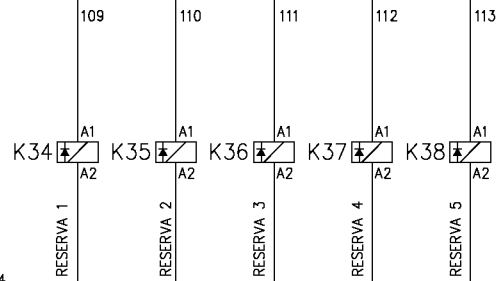 109 110 111 112 113
A1 A1 A1 A1 A1
K34 K35 K36 K37 K38
A2 A2 A2 A2 A2
RESERVA 1
RESERVA 2
RESERVA 3
RESERVA 4
RESERVA 5